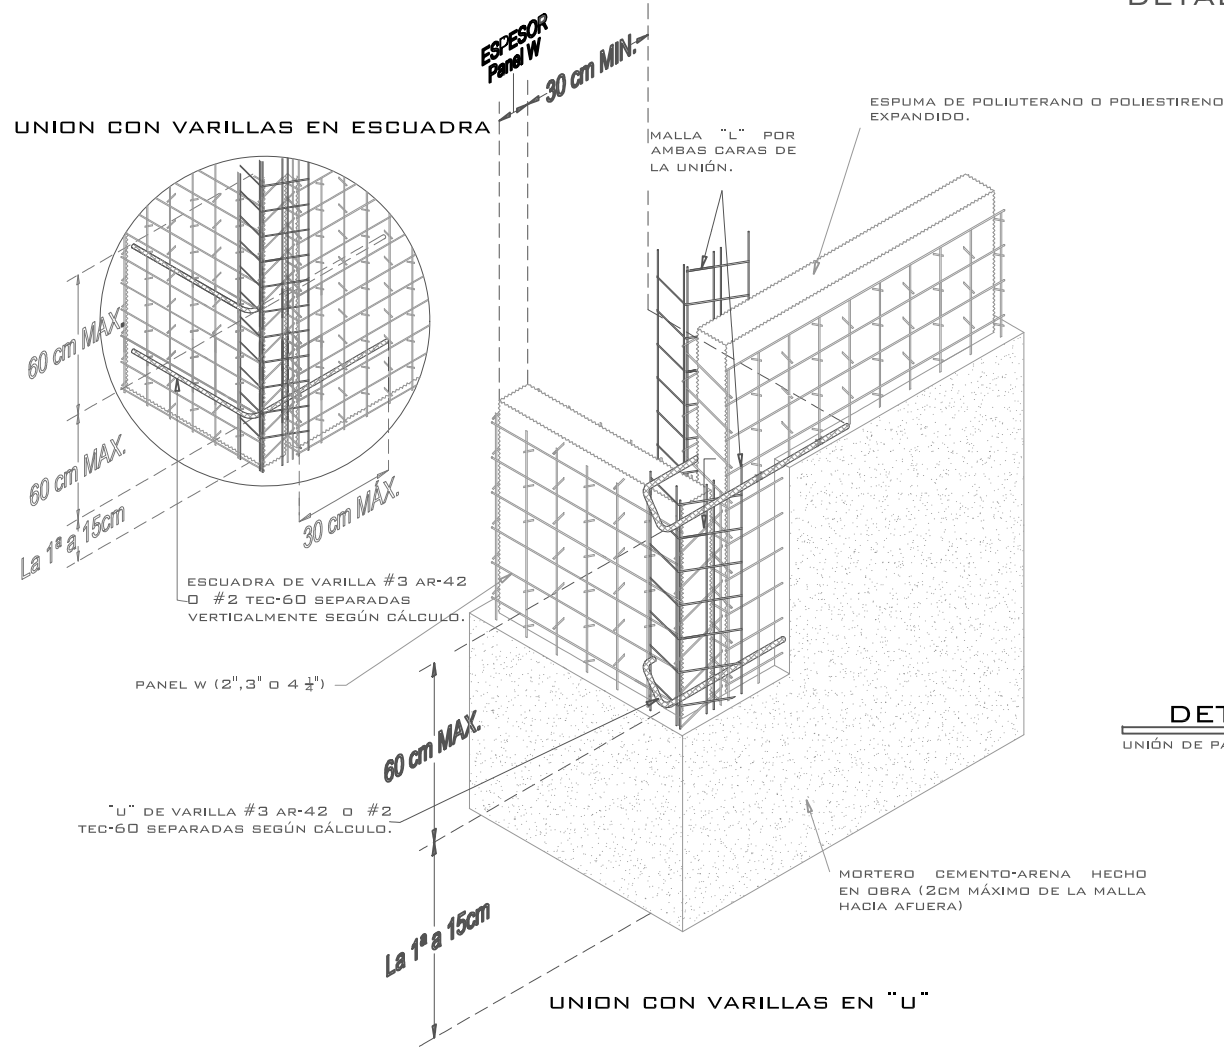 DETAL
ESPESOR
Panel W
30 cm MIN.
UNION CON VARILLAS EN ESCUADRA
ESPUMA DE POLIUTERANO O POLIESTIRENO
EXPANDIDO.
MALLA ¨L¨ POR
AMBAS CARAS DE
LA UNIÓN.
60 cm MAX.
60 cm MAX.
La 1ª a 15cm
30 cm MÁX.
ESCUADRA DE VARILLA #3 AR-42
O #2 TEC-60 SEPARADAS
VERTICALMENTE SEGÚN CÁLCULO.
PANEL W (2",3" O 4 1/4")
60 cm MAX.
DET
UNIÓN DE PA
¨U¨ DE VARILLA #3 AR-42 O #2
TEC-60 SEPARADAS SEGÚN CÁLCULO.
MORTERO CEMENTO-ARENA HECHO
EN OBRA (2CM MÁXIMO DE LA MALLA
HACIA AFUERA)
La 1ª a 15cm
UNION CON VARILLAS EN ¨U¨